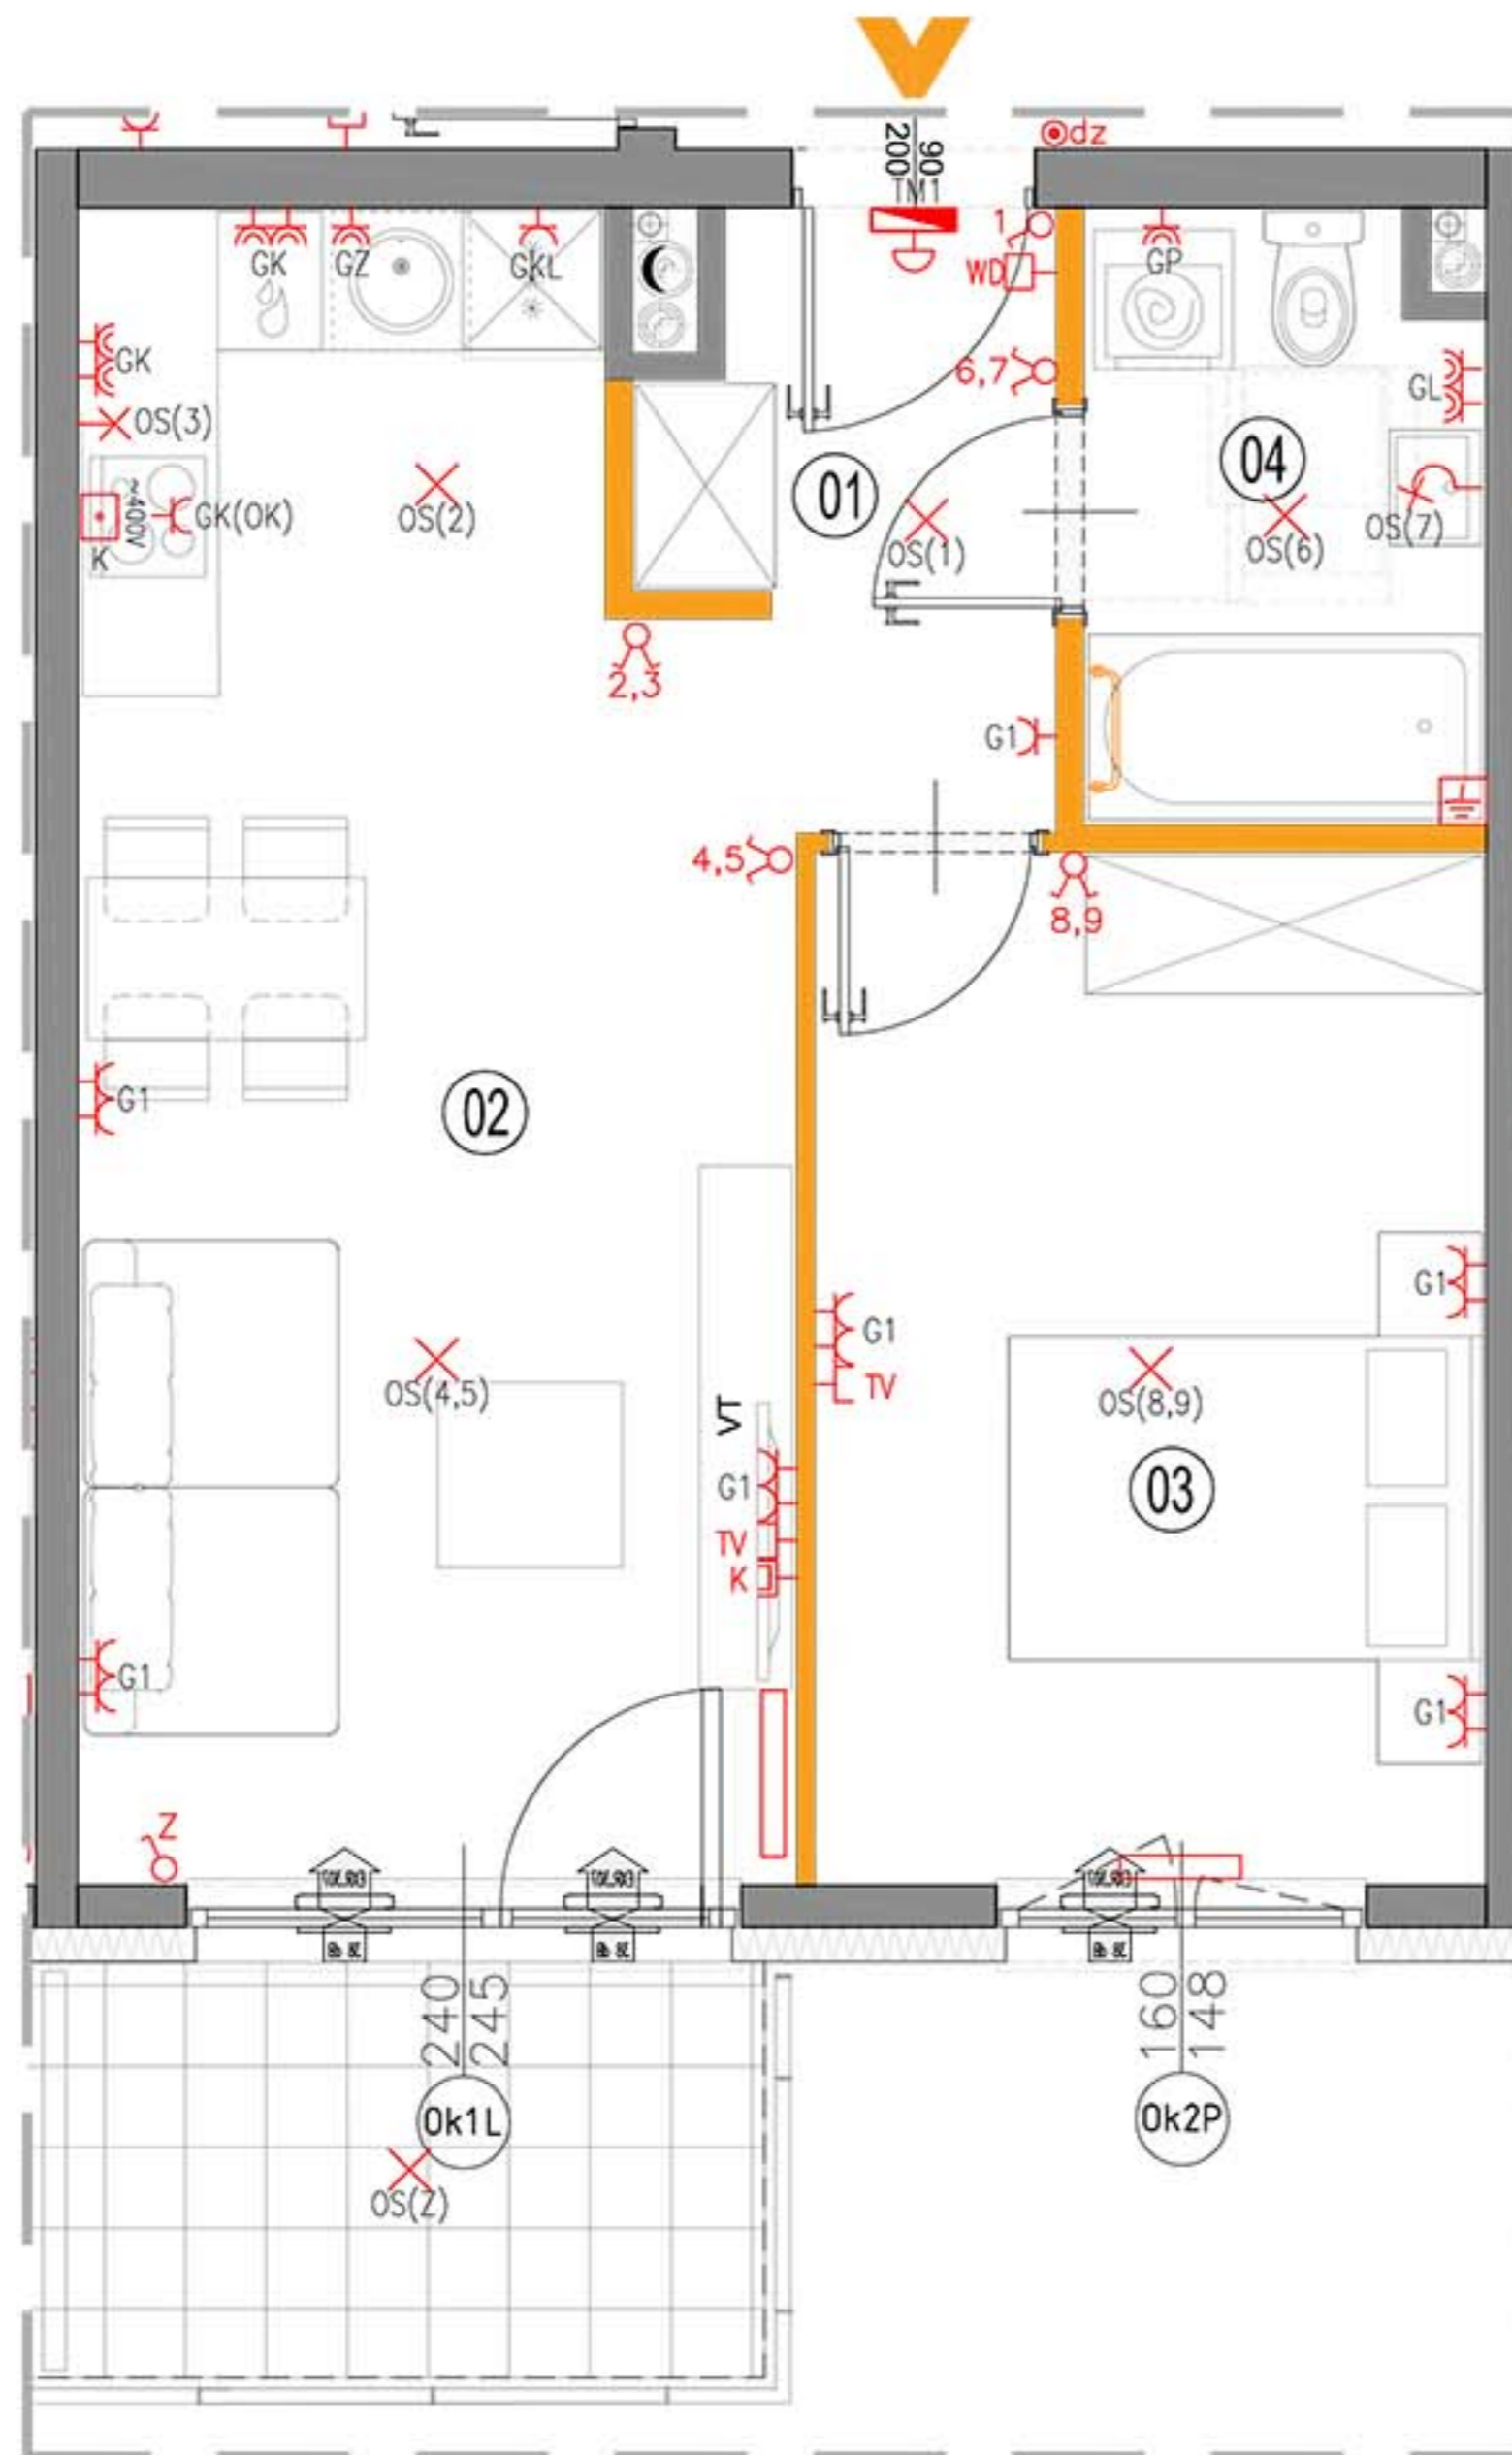 dz
90
200
TM1
1
WD
GK
GZ
GKL
GP
GK
6,7
GL
OS(3)
04
01
~400V
GK(OK)
K
OS(2)
OS(1)
OS(6)
OS(7)
2,3
G1
4,5
8,9
G1
02
G1
G1
TV
OS(4,5)
OS(8,9)
VT
G1
03
TV
K
G1
G1
Z
240
245
160
148
Ok1L
Ok2P
OS(Z)